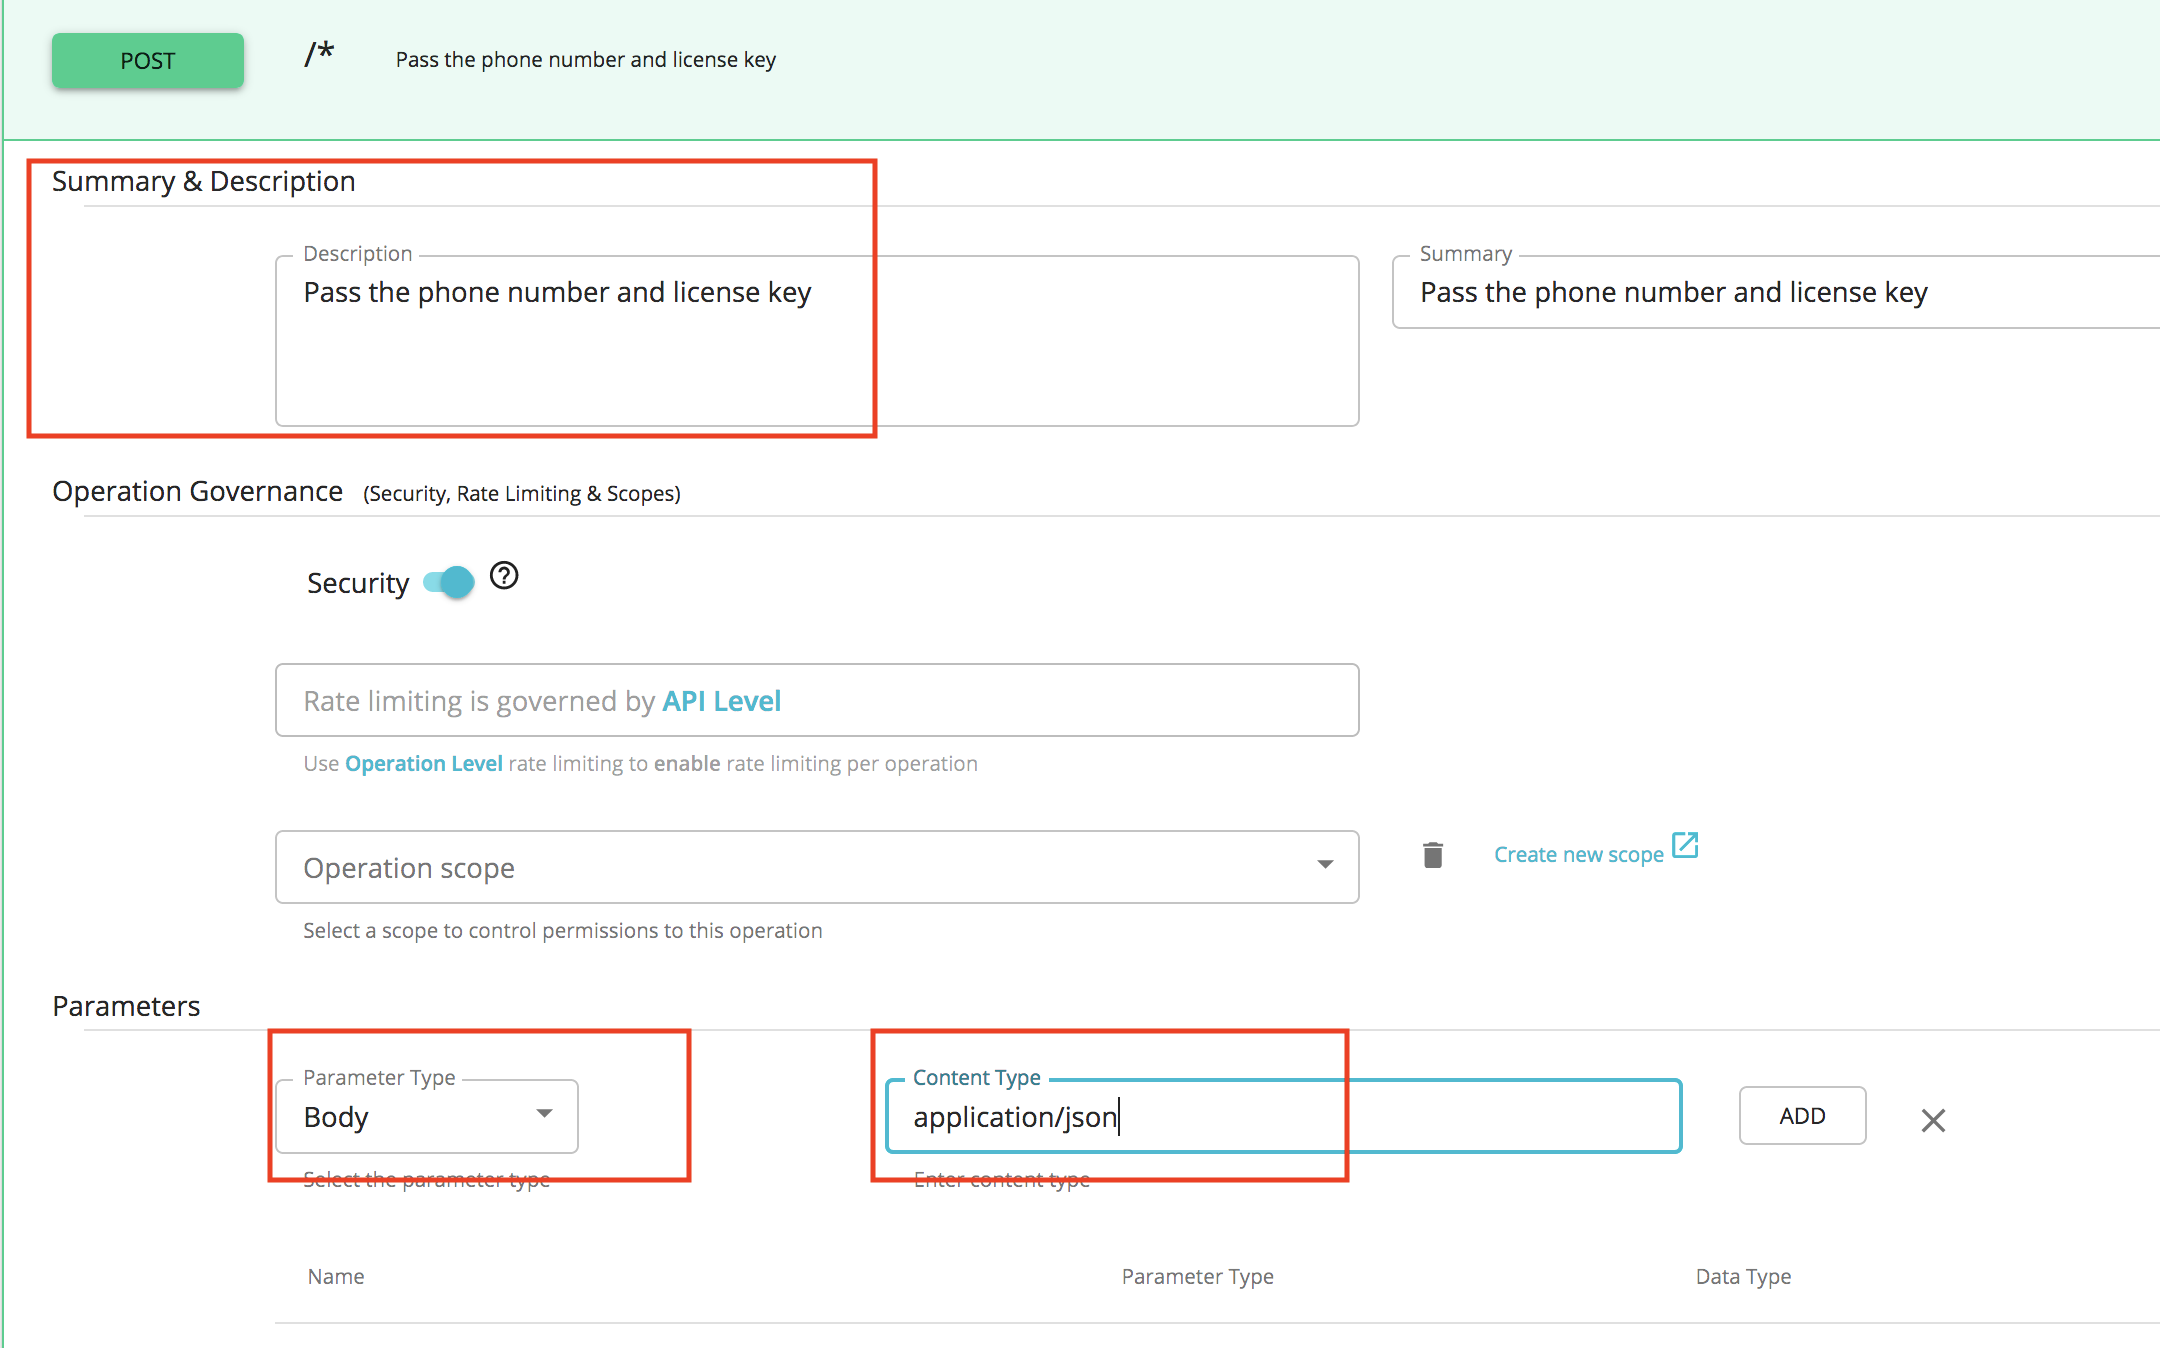 POST /* Pass the phone number and license key
Summary & Description
Description
Pass the phone number and license key
Summary
Pass the phone number and license key
Operation Governance (Security, Rate Limiting & Scopes)
Security
Rate limiting is governed by API Level
Use Operation Level rate limiting to enable rate limiting per operation
Operation scope
Create new scope
Select a scope to control permissions to this operation
Parameters
Parameter Type
Body
Select the parameter type
Content Type
application/json
Enter content type
ADD
Name Parameter Type Data Type